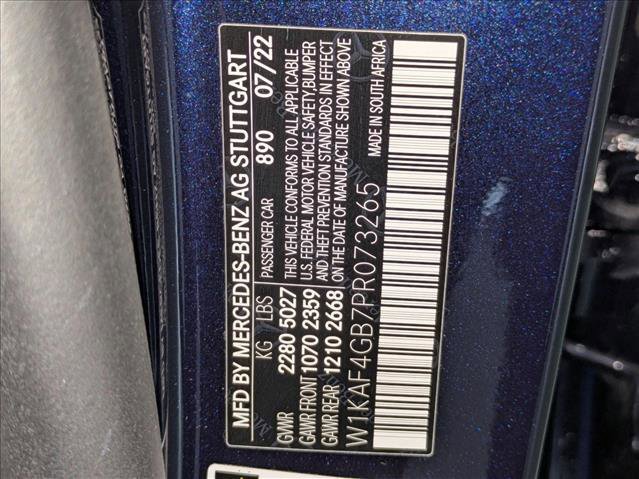 MFD BY MERCEDES-BENZ AG STUTTGART
KG LBS PASSENGER CAR 890 07/22
GVWR 2280 5027 THIS VEHICLE CONFORMS TO ALL APPLICABLE
GAWR FRONT 1070 2359 U.S. FEDERAL MOTOR VEHICLE SAFETY,BUMPER
GAWR REAR 1210 2668 AND THEFT PREVENTION STANDARDS IN EFFECT
ON THE DATE OF MANUFACTURE SHOWN ABOVE
W1KAF4GB7PR073265
MADE IN SOUTH AFRICA